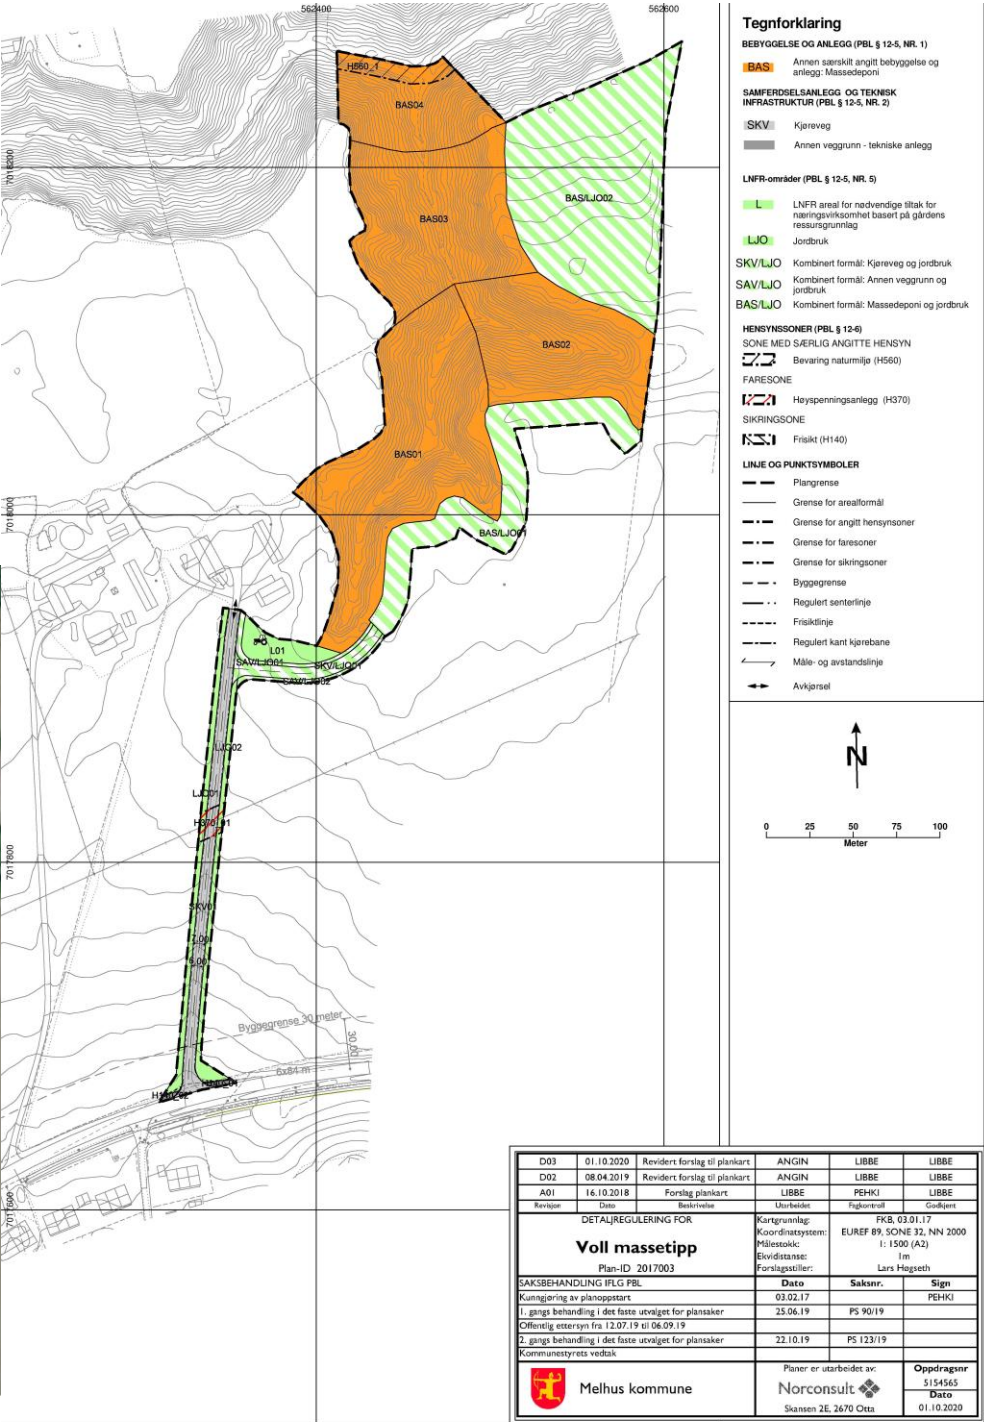 562400
562600
7018200
7018000
7017800
7017600
H560_1
BAS04
BAS03
BAS/LJO02
BAS02
BAS01
BAS/LJO01
L01
SAV/LJO01
SKV/LJO01
SAV/LJO02
LJO02
LJO01
H370_01
SKV01
7,00
Byggegrense 30 meter
30.00
6x84 m
H140_02
Tegnforklaring
BEBYGGELSE OG ANLEGG (PBL § 12-5, NR. 1)
BAS Annen særskilt angitt bebyggelse og
anlegg: Massedeponi
SAMFERDSELSANLEGG OG TEKNISK
INFRASTRUKTUR (PBL § 12-5, NR. 2)
SKV Kjøreveg
Annen veggrunn - tekniske anlegg
LNFR-områder (PBL § 12-5, NR. 5)
L LNFR areal for nødvendige tiltak for
næringsvirksomhet basert på gårdens
ressursgrunnlag
LJO Jordbruk
SKV/LJO Kombinert formål: Kjøreveg og jordbruk
SAV/LJO Kombinert formål: Annen veggrunn og
jordbruk
BAS/LJO Kombinert formål: Massedeponi og jordbruk
HENSYNSSONER (PBL § 12-6)
SONE MED SÆRLIG ANGITTE HENSYN
Bevaring naturmiljø (H560)
FARESONE
Høyspenningsanlegg (H370)
SIKRINGSONE
Frisikt (H140)
LINJE OG PUNKTSYMBOLER
Plangrense
Grense for arealformål
Grense for angitt hensynsoner
Grense for faresoner
Grense for sikringsoner
Byggegrense
Regulert senterlinje
Frisiktlinje
Regulert kant kjørebane
Måle- og avstandslinje
Avkjørsel
N
0 25 50 75 100
Meter
D03 01.10.2020 Revidert forslag til plankart ANGIN LIBBE LIBBE
D02 08.04.2019 Revidert forslag til plankart ANGIN LIBBE LIBBE
A01 16.10.2018 Forslag plankart LIBBE PEHKI LIBBE
Revisjon Dato Beskrivelse Utarbeidet Fagkontroll Godkjent
DETALJREGULERING FOR
Voll massetipp
Plan-ID 2017003
Kartgrunnlag: FKB, 03.01.17
Koordinatsystem: EUREF 89, SONE 32, NN 2000
Målestokk: 1: 1500 (A2)
Ekvidistanse: 1m
Forslagsstiller: Lars Høgseth
SAKSBEHANDLING IFLG PBL Dato Saksnr. Sign
Kunngjøring av planoppstart 03.02.17 PEHKI
1. gangs behandling i det faste utvalget for plansaker 25.06.19 PS 90/19
Offentlig ettersyn fra 12.07.19 til 06.09.19
2. gangs behandling i det faste utvalget for plansaker 22.10.19 PS 123/19
Kommunestyrets vedtak
Melhus kommune
Planer er utarbeidet av:
Norconsult
Skansen 2E, 2670 Otta
Oppdragsnr
5154565
Dato
01.10.2020